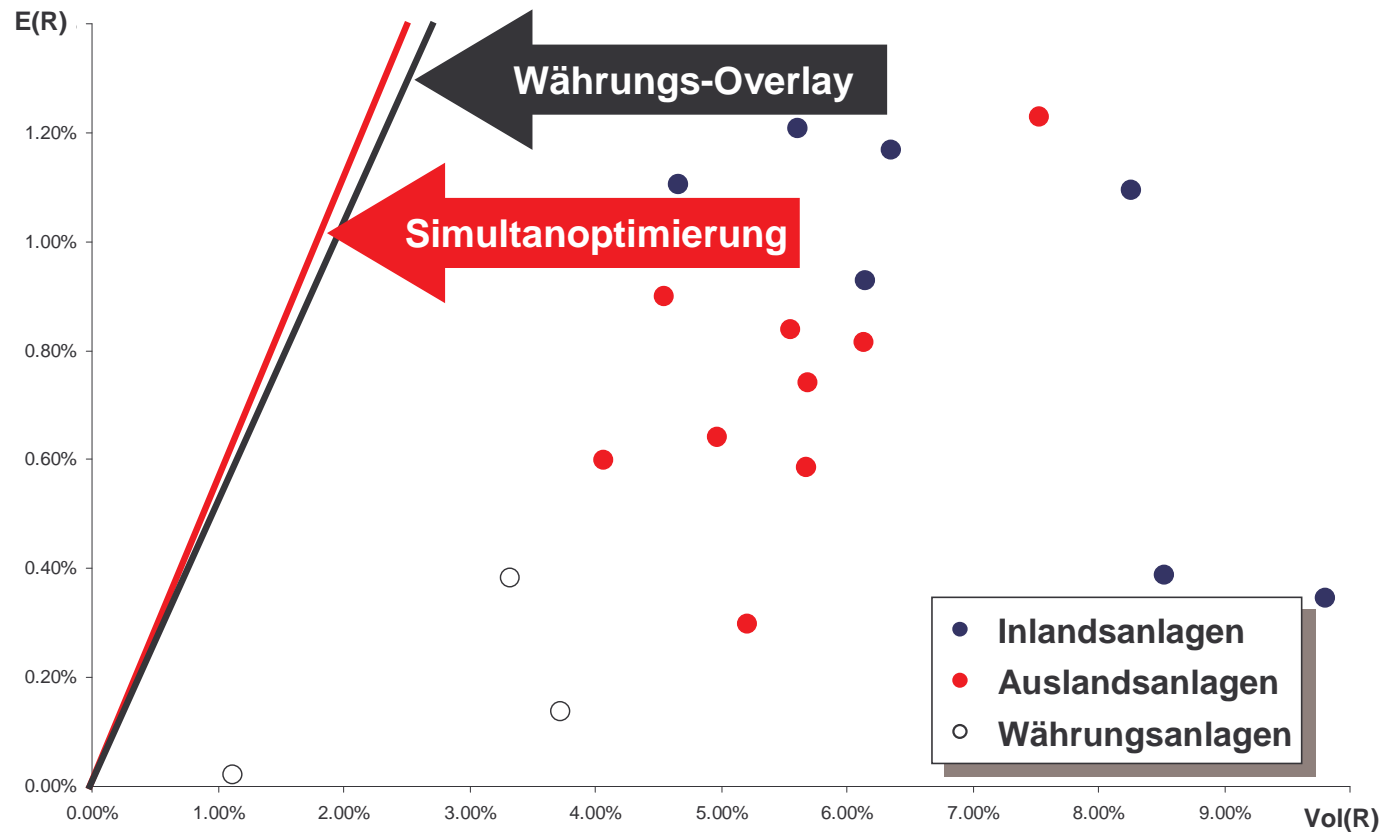 E(R)
Währungs-Overlay
1.20%
1.00%
Simultanoptimierung
0.80%
0.60%
0.40%
Inlandsanlagen
Auslandsanlagen
0.20%
Währungsanlagen
0.00%
0.00% 1.00% 2.00% 3.00% 4.00% 5.00% 6.00% 7.00% 8.00% 9.00% Vol(R)